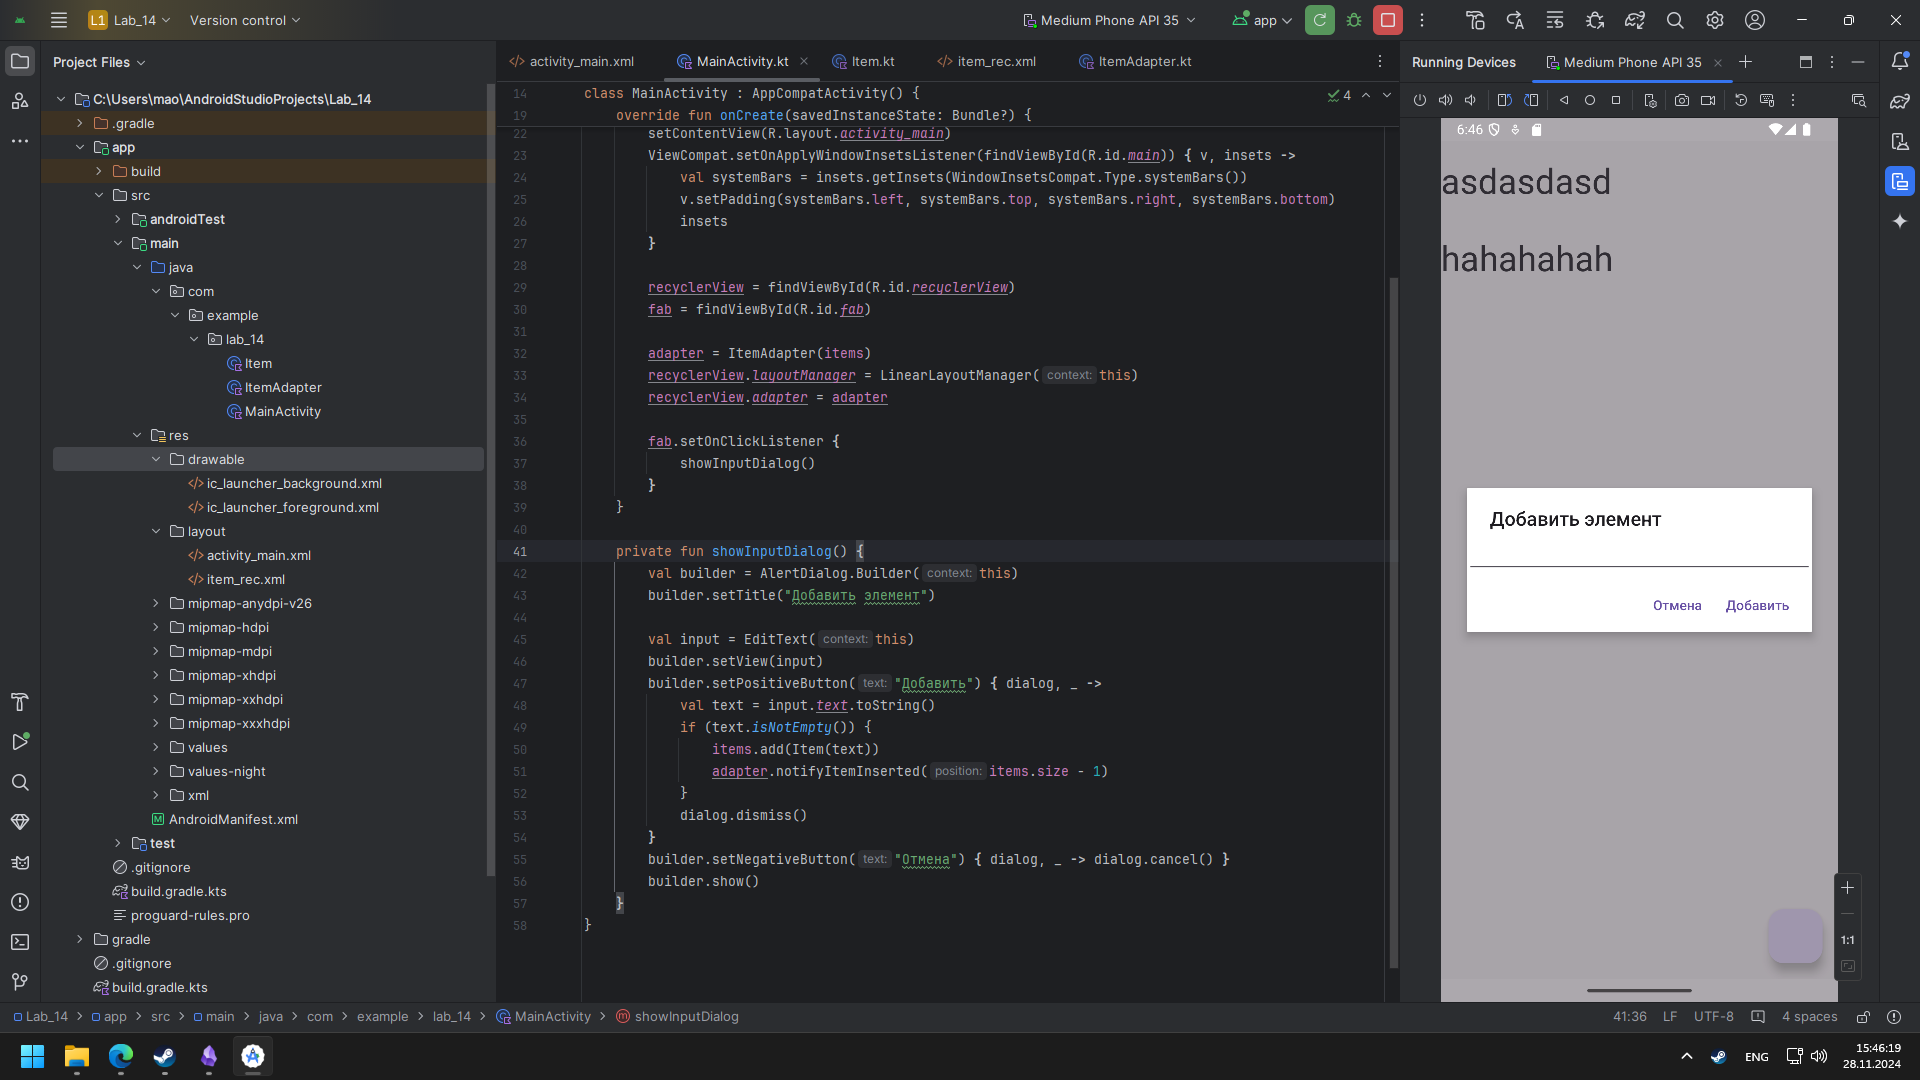 L1 Lab_14 Version control Medium Phone API 35 app
Project Files
activity_main.xml MainActivity.kt Item.kt item_rec.xml ItemAdapter.kt
Running Devices Medium Phone API 35
C:\Users\mao\AndroidStudioProjects\Lab_14
.gradle
app
build
src
androidTest
main
java
com
example
lab_14
Item
ItemAdapter
MainActivity
res
drawable
ic_launcher_background.xml
ic_launcher_foreground.xml
layout
activity_main.xml
item_rec.xml
mipmap-anydpi-v26
mipmap-hdpi
mipmap-mdpi
mipmap-xhdpi
mipmap-xxhdpi
mipmap-xxxhdpi
values
values-night
xml
AndroidManifest.xml
test
.gitignore
build.gradle.kts
proguard-rules.pro
gradle
.gitignore
build.gradle.kts
4
14 class MainActivity : AppCompatActivity() {
19 override fun onCreate(savedInstanceState: Bundle?) {
22 setContentView(R.layout.activity_main)
23 ViewCompat.setOnApplyWindowInsetsListener(findViewById(R.id.main)) { v, insets ->
24 val systemBars = insets.getInsets(WindowInsetsCompat.Type.systemBars())
25 v.setPadding(systemBars.left, systemBars.top, systemBars.right, systemBars.bottom)
26 insets
27 }
28
29 recyclerView = findViewById(R.id.recyclerView)
30 fab = findViewById(R.id.fab)
31
32 adapter = ItemAdapter(items)
33 recyclerView.layoutManager = LinearLayoutManager( context: this)
34 recyclerView.adapter = adapter
35
36 fab.setOnClickListener {
37 showInputDialog()
38 }
39 }
40
41 private fun showInputDialog() {
42 val builder = AlertDialog.Builder( context: this)
43 builder.setTitle("Добавить элемент")
44
45 val input = EditText( context: this)
46 builder.setView(input)
47 builder.setPositiveButton( text: "Добавить") { dialog, _ ->
48 val text = input.text.toString()
49 if (text.isNotEmpty()) {
50 items.add(Item(text))
51 adapter.notifyItemInserted( position: items.size - 1)
52 }
53 dialog.dismiss()
54 }
55 builder.setNegativeButton( text: "Отмена") { dialog, _ -> dialog.cancel() }
56 builder.show()
57 }
58 }
6:46
asdasdasd
hahahahah
Добавить элемент
Отмена Добавить
1:1
Lab_14 app src main java com example lab_14 MainActivity showInputDialog
41:36 LF UTF-8 4 spaces
ENG
15:46:19
28.11.2024